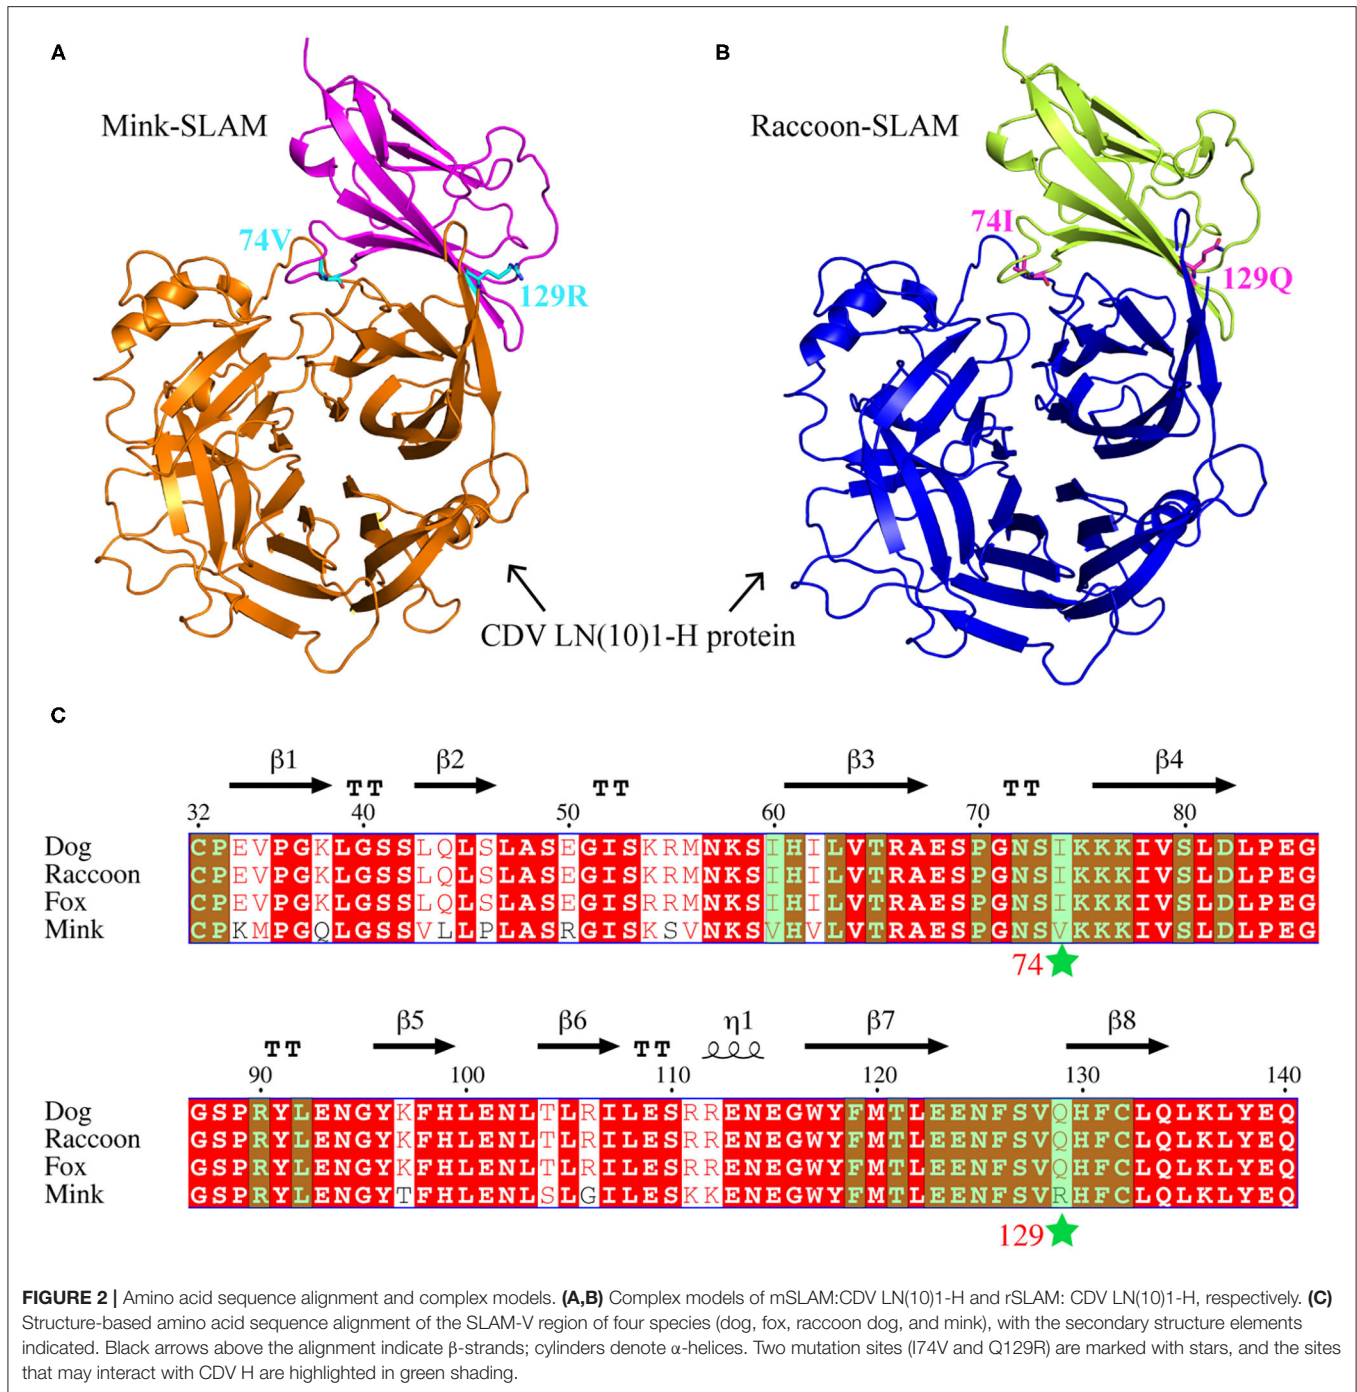 A
B
Mink-SLAM
Raccoon-SLAM
74V
129R
74I
129Q
CDV LN(10)1-H protein
C
β1 TT β2 TT β3 TT β4
32 40 50 60 70 80
Dog CPEVPGKLGSSLQLSLASEGISKRMNKSIHILVTRAESPGNSIKKKIVSLDLPEG
Raccoon CPEVPGKLGSSLQLSLASEGISKRMNKSIHILVTRAESPGNSIKKKIVSLDLPEG
Fox CPEVPGKLGSSLQLSLASEGISRRMNKSIHILVTRAESPGNSIKKKIVSLDLPEG
Mink CPKMPGQLGSSVLLPLASRGISKSVNKSVHVLVTRAESPGNSVKKKIVSLDLPEG
74
TT β5 β6 TT η1 β7 β8
90 100 110 120 130 140
Dog GSPRYLENGYKFHLENLTLRILESRRENEGWYFMTLEENFSVQHFCLQLKLYEQ
Raccoon GSPRYLENGYKFHLENLTLRILESRRENEGWYFMTLEENFSVQHFCLQLKLYEQ
Fox GSPRYLENGYKFHLENLTLRILESRRENEGWYFMTLEENFSVQHFCLQLKLYEQ
Mink GSPRYLENGYTFHLENLSLGILESKKENEGWYFMTLEENFSVRHFCLQLKLYEQ
129
FIGURE 2 | Amino acid sequence alignment and complex models. (A,B) Complex models of mSLAM:CDV LN(10)1-H and rSLAM: CDV LN(10)1-H, respectively. (C)
Structure-based amino acid sequence alignment of the SLAM-V region of four species (dog, fox, raccoon dog, and mink), with the secondary structure elements
indicated. Black arrows above the alignment indicate β-strands; cylinders denote α-helices. Two mutation sites (I74V and Q129R) are marked with stars, and the sites
that may interact with CDV H are highlighted in green shading.